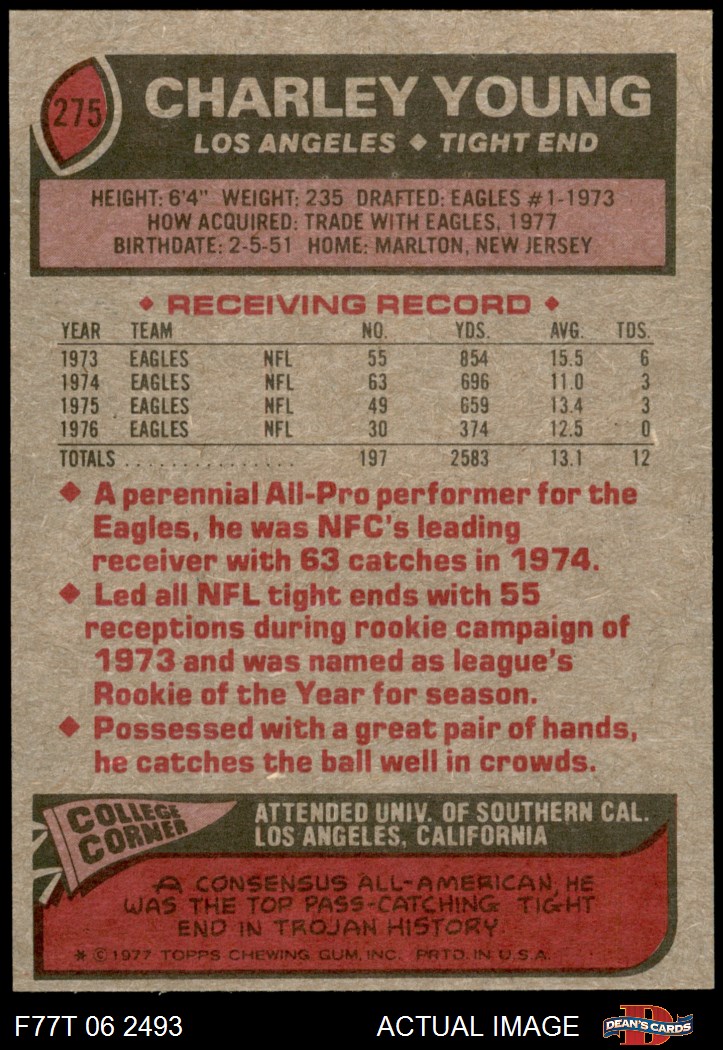 275
CHARLEY YOUNG
LOS ANGELES ◆ TIGHT END
HEIGHT: 6'4" WEIGHT: 235 DRAFTED: EAGLES #1-1973
HOW ACQUIRED: TRADE WITH EAGLES, 1977
BIRTHDATE: 2-5-51 HOME: MARLTON, NEW JERSEY
◆ RECEIVING RECORD ◆
YEAR TEAM NO. YDS. AVG. TDS.
1973 EAGLES NFL 55 854 15.5 6
1974 EAGLES NFL 63 696 11.0 3
1975 EAGLES NFL 49 659 13.4 3
1976 EAGLES NFL 30 374 12.5 0
TOTALS ............... 197 2583 13.1 12
◆ A perennial All-Pro performer for the
Eagles, he was NFC's leading
receiver with 63 catches in 1974.
◆ Led all NFL tight ends with 55
receptions during rookie campaign of
1973 and was named as league's
Rookie of the Year for season.
◆ Possessed with a great pair of hands,
he catches the ball well in crowds.
COLLEGE
CORNER
ATTENDED UNIV. OF SOUTHERN CAL.
LOS ANGELES, CALIFORNIA
A CONSENSUS ALL-AMERICAN, HE
WAS THE TOP PASS-CATCHING TIGHT
END IN TROJAN HISTORY.
* © 1977 TOPPS CHEWING GUM, INC. PRTD. IN U.S.A.
F77T 06 2493 ACTUAL IMAGE
D
DEAN'S CARDS